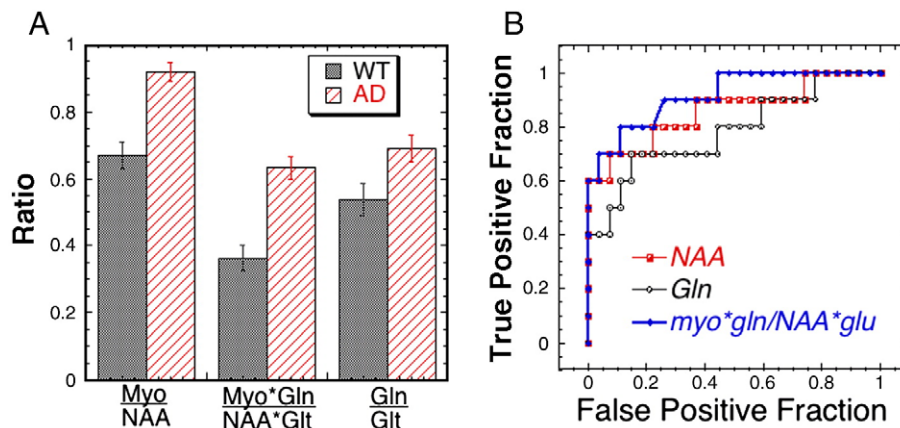 A
Ratio
1
0.8
0.6
0.4
0.2
0
WT
AD
Myo
NAA
Myo*Gln
NAA*Glt
Gln
Glt
B
True Positive Fraction
1
0.8
0.6
0.4
0.2
0
NAA
Gln
myo*gln/NAA*glu
0 0.2 0.4 0.6 0.8 1
False Positive Fraction